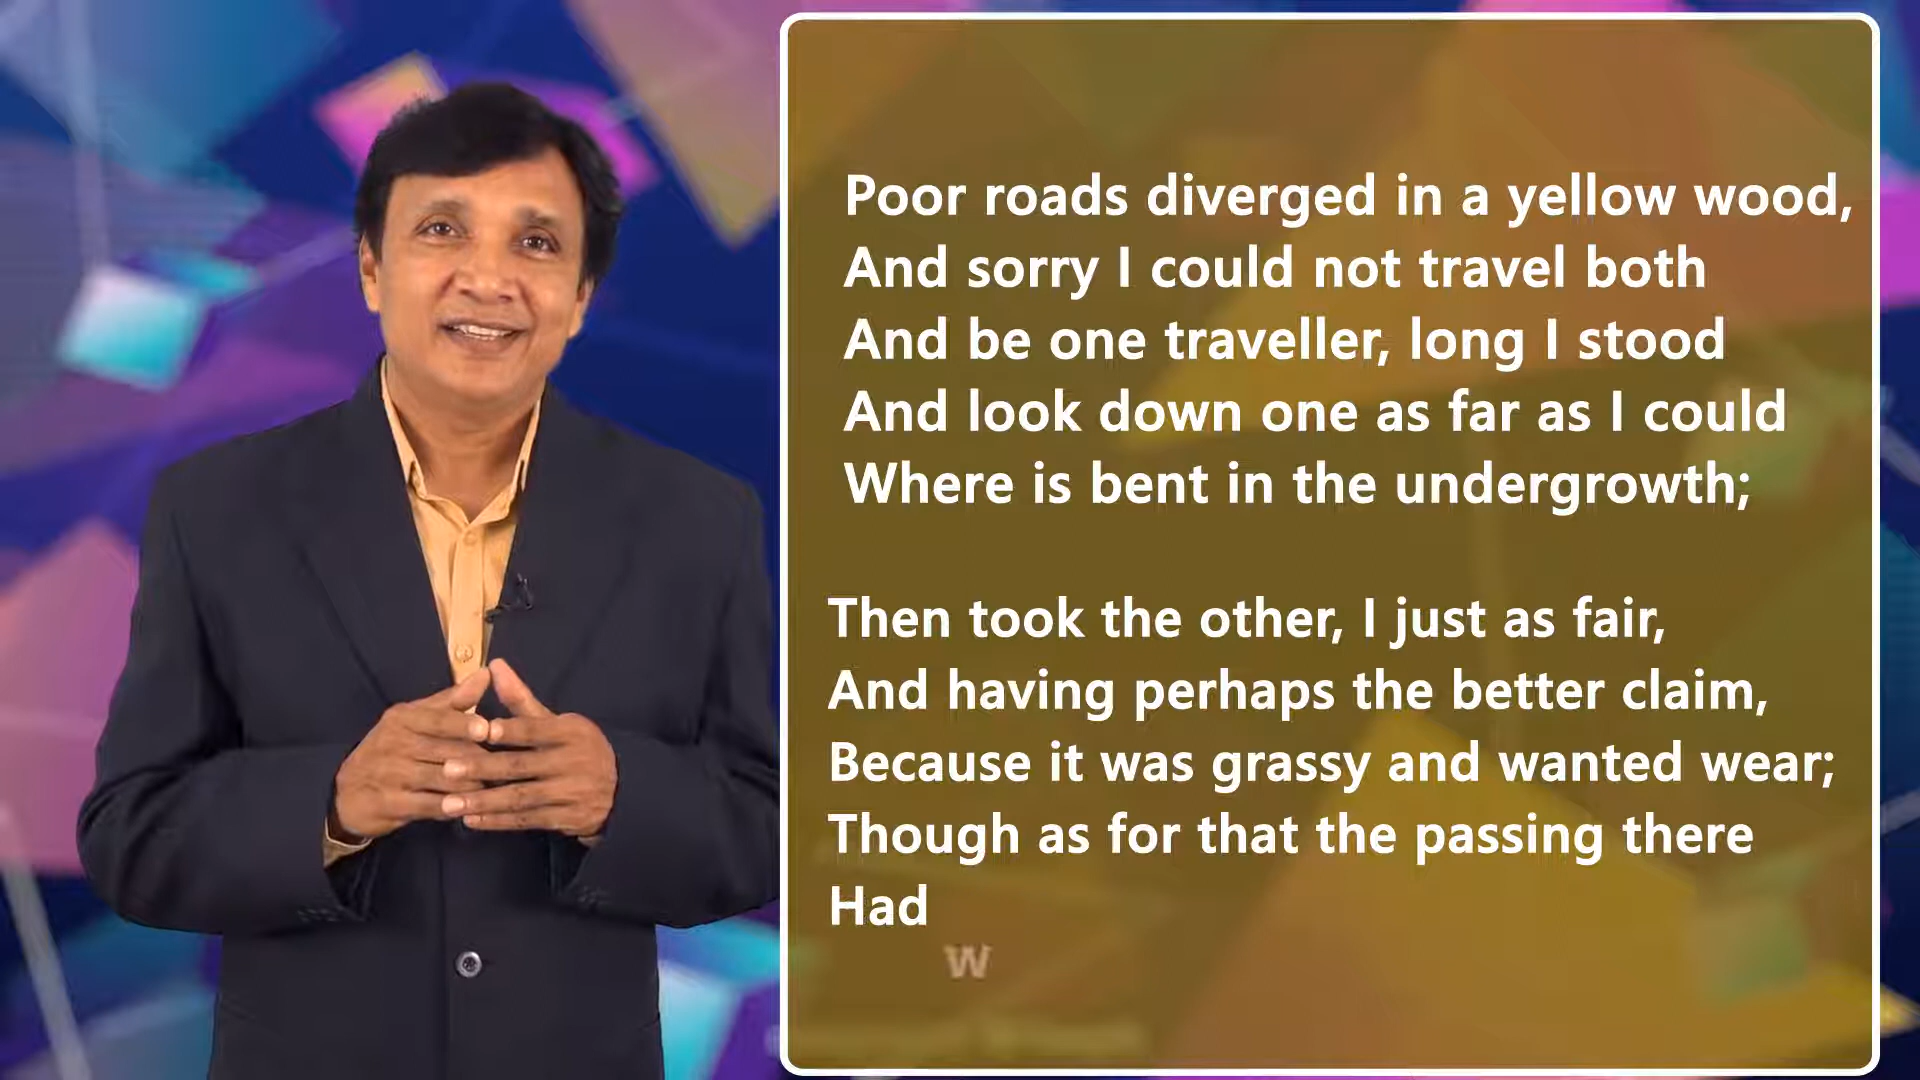 Poor roads diverged in a yellow wood,
And sorry I could not travel both
And be one traveller, long I stood
And look down one as far as I could
Where is bent in the undergrowth;
Then took the other, I just as fair,
And having perhaps the better claim,
Because it was grassy and wanted wear;
Though as for that the passing there
Had
W